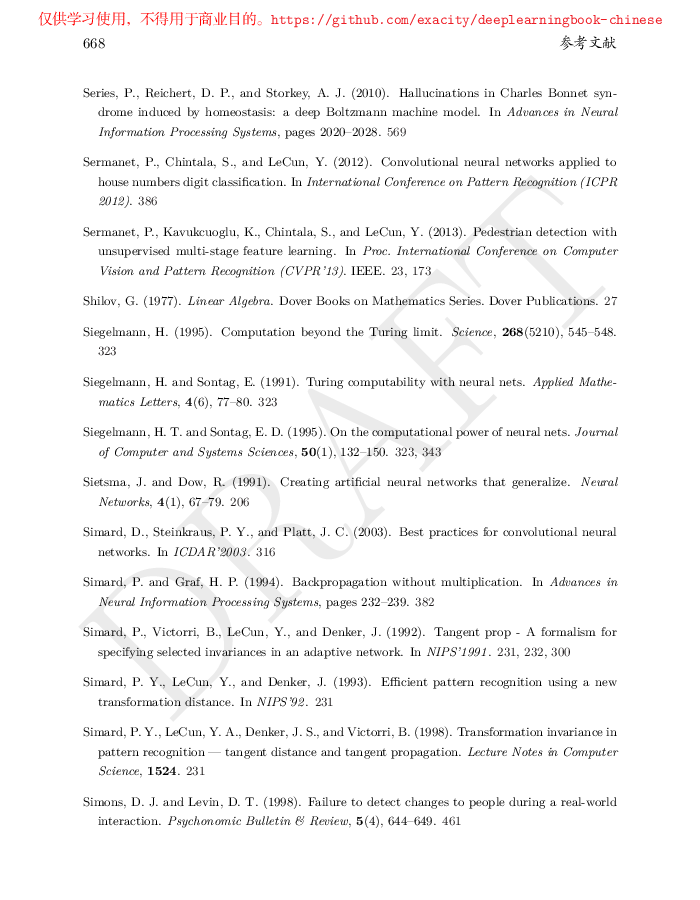 仅供学习使用，不得用于商业目的。https://github.com/exacity/deeplearningbook-chinese
668 参考文献
Series, P., Reichert, D. P., and Storkey, A. J. (2010). Hallucinations in Charles Bonnet syn-
drome induced by homeostasis: a deep Boltzmann machine model. In Advances in Neural
Information Processing Systems, pages 2020–2028. 569
Sermanet, P., Chintala, S., and LeCun, Y. (2012). Convolutional neural networks applied to
house numbers digit classification. In International Conference on Pattern Recognition (ICPR
2012). 386
Sermanet, P., Kavukcuoglu, K., Chintala, S., and LeCun, Y. (2013). Pedestrian detection with
unsupervised multi-stage feature learning. In Proc. International Conference on Computer
Vision and Pattern Recognition (CVPR'13). IEEE. 23, 173
Shilov, G. (1977). Linear Algebra. Dover Books on Mathematics Series. Dover Publications. 27
Siegelmann, H. (1995). Computation beyond the Turing limit. Science, 268(5210), 545–548.
323
Siegelmann, H. and Sontag, E. (1991). Turing computability with neural nets. Applied Mathe-
matics Letters, 4(6), 77–80. 323
Siegelmann, H. T. and Sontag, E. D. (1995). On the computational power of neural nets. Journal
of Computer and Systems Sciences, 50(1), 132–150. 323, 343
Sietsma, J. and Dow, R. (1991). Creating artificial neural networks that generalize. Neural
Networks, 4(1), 67–79. 206
Simard, D., Steinkraus, P. Y., and Platt, J. C. (2003). Best practices for convolutional neural
networks. In ICDAR'2003. 316
Simard, P. and Graf, H. P. (1994). Backpropagation without multiplication. In Advances in
Neural Information Processing Systems, pages 232–239. 382
Simard, P., Victorri, B., LeCun, Y., and Denker, J. (1992). Tangent prop - A formalism for
specifying selected invariances in an adaptive network. In NIPS'1991. 231, 232, 300
Simard, P. Y., LeCun, Y., and Denker, J. (1993). Efficient pattern recognition using a new
transformation distance. In NIPS'92. 231
Simard, P. Y., LeCun, Y. A., Denker, J. S., and Victorri, B. (1998). Transformation invariance in
pattern recognition — tangent distance and tangent propagation. Lecture Notes in Computer
Science, 1524. 231
Simons, D. J. and Levin, D. T. (1998). Failure to detect changes to people during a real-world
interaction. Psychonomic Bulletin & Review, 5(4), 644–649. 461
DRAFT